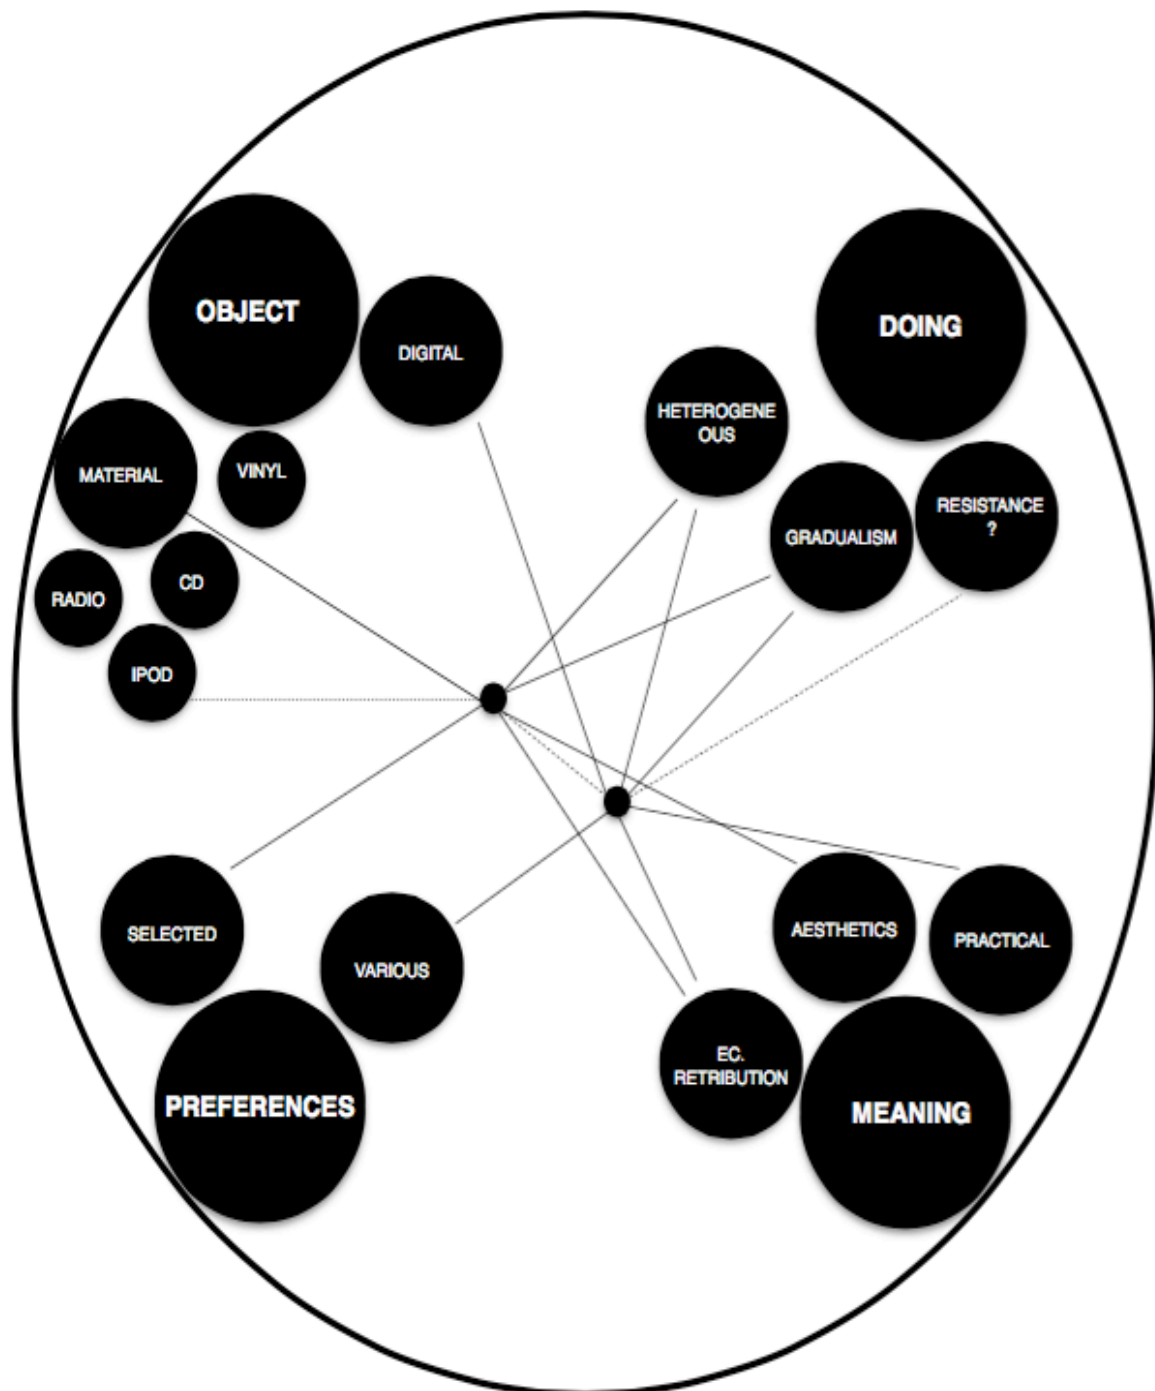 OBJECT
DIGITAL
DOING
HETEROGENE
OUS
MATERIAL
VINYL
GRADUALISM
RESISTANCE
?
RADIO
CD
IPOD
SELECTED
VARIOUS
AESTHETICS
PRACTICAL
EC.
RETRIBUTION
PREFERENCES
MEANING